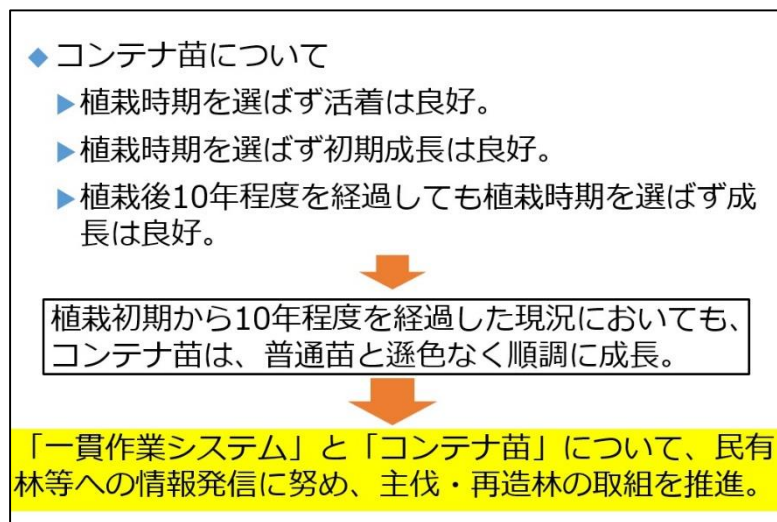 ◆コンテナ苗について
▶植栽時期を選ばず活着は良好。
▶植栽時期を選ばず初期成長は良好。
▶植栽後10年程度を経過しても植栽時期を選ばず成
長は良好。
植栽初期から10年程度を経過した現況においても、
コンテナ苗は、普通苗と遜色なく順調に成長。
「一貫作業システム」と「コンテナ苗」について、民有
林等への情報発信に努め、主伐・再造林の取組を推進。